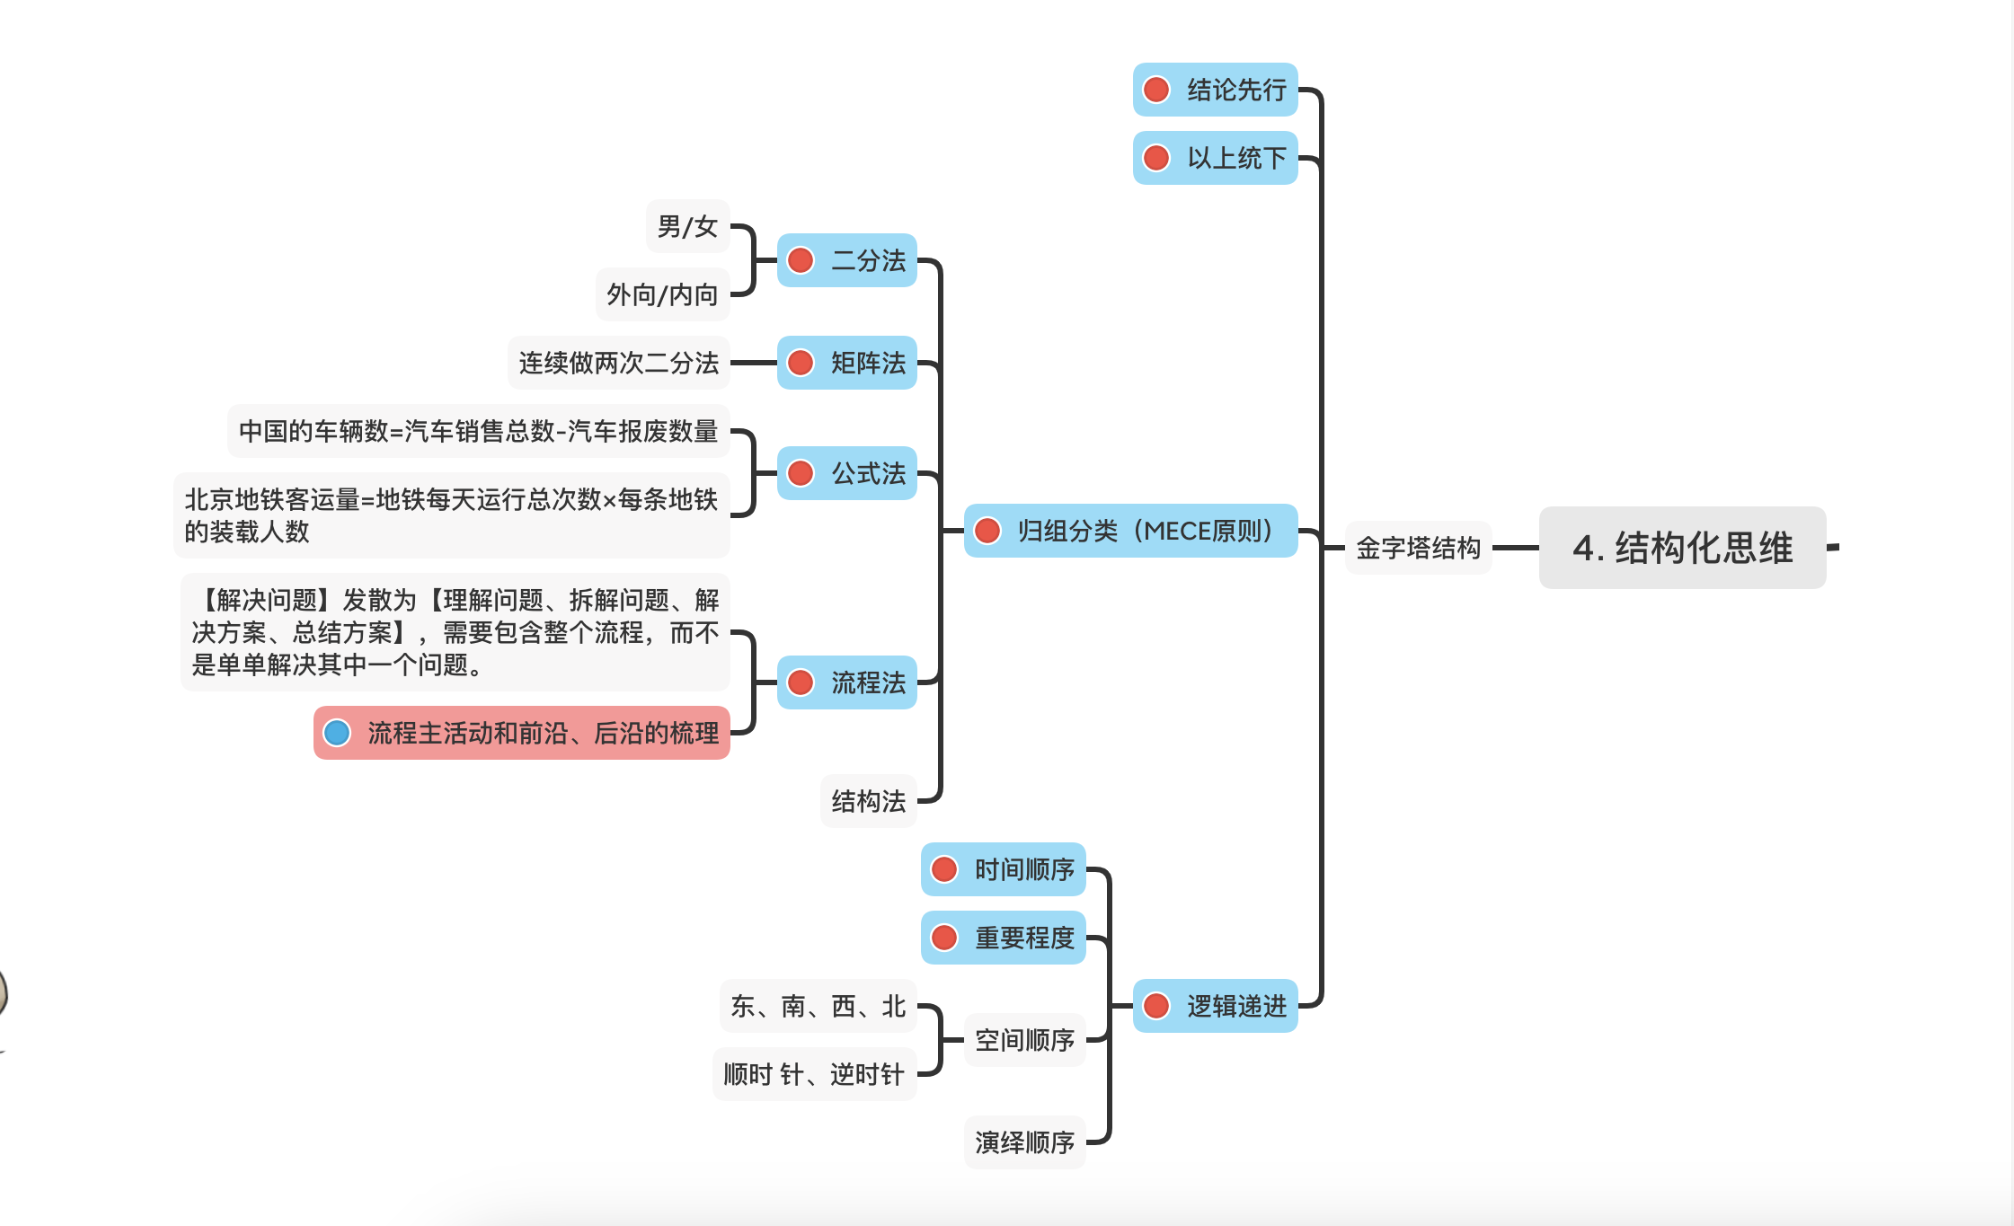 结论先行
以上统下
男/女
二分法
外向/内向
连续做两次二分法
矩阵法
中国的车辆数=汽车销售总数-汽车报废数量
公式法
北京地铁客运量=地铁每天运行总次数×每条地铁
的装载人数
归组分类（MECE原则）
金字塔结构
4. 结构化思维
【解决问题】发散为【理解问题、拆解问题、解
决方案、总结方案】，需要包含整个流程，而不
是单单解决其中一个问题。
流程法
流程主活动和前沿、后沿的梳理
结构法
时间顺序
重要程度
东、南、西、北
逻辑递进
空间顺序
顺时 针、逆时针
演绎顺序